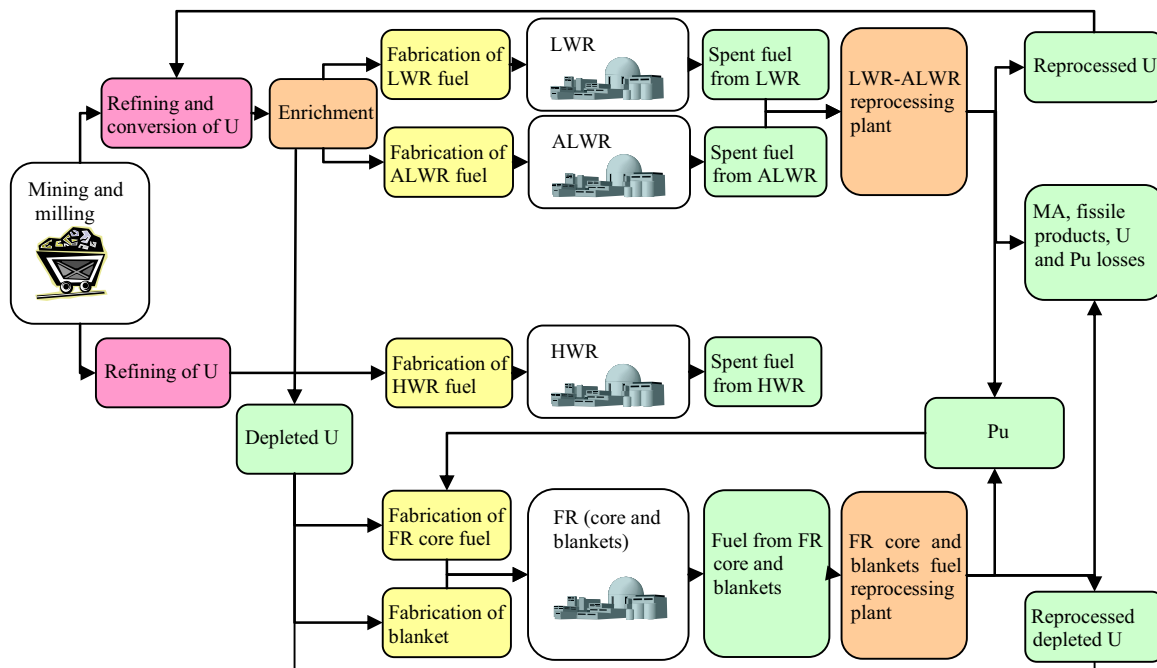 Fabrication of
LWR fuel
LWR
Spent fuel
from LWR
LWR-ALWR
reprocessing
plant
Reprocessed U
Refining and
conversion of U
Enrichment
Fabrication of
ALWR fuel
ALWR
Spent fuel
from ALWR
Mining and
milling
MA, fissile
products, U
and Pu losses
Refining of U
Fabrication of
HWR fuel
HWR
Spent fuel
from HWR
Depleted U
Pu
Fabrication of
FR core fuel
FR (core and
blankets)
Fuel from FR
core and
blankets
FR core and
blankets fuel
reprocessing
plant
Fabrication of
blanket
Reprocessed
depleted U